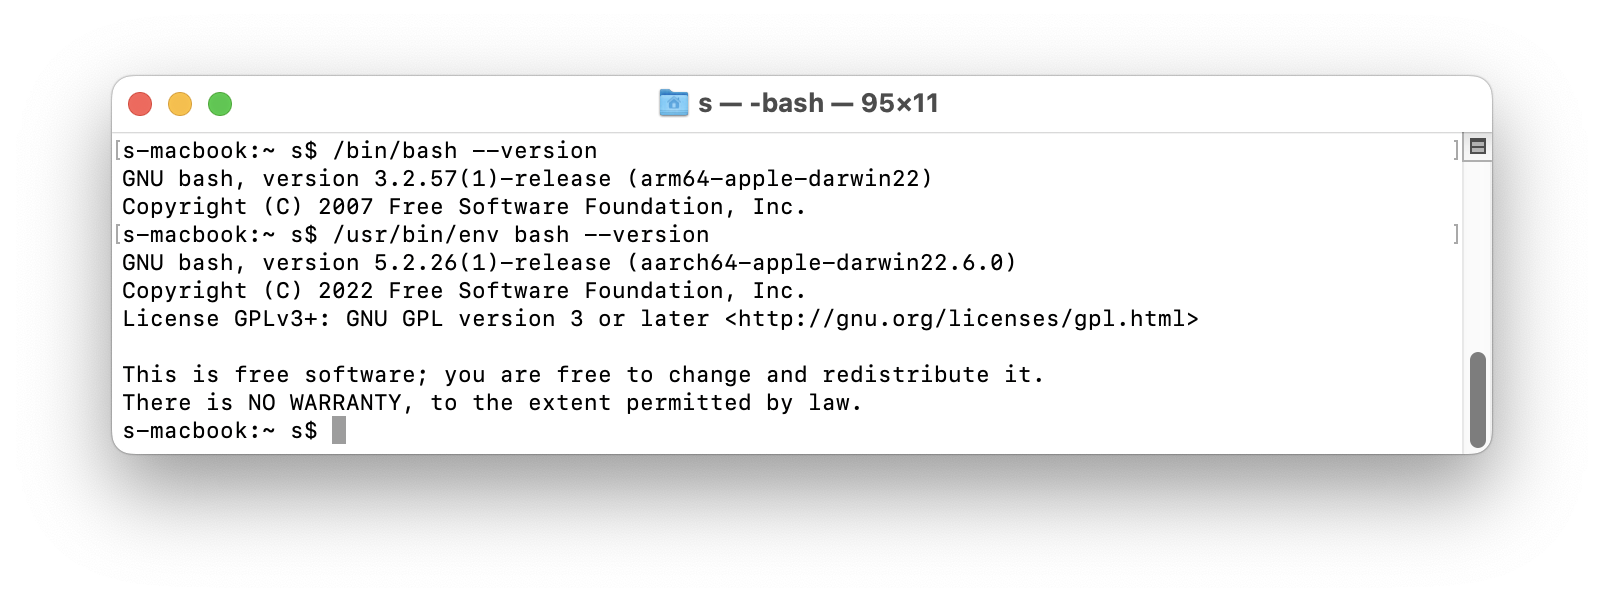 s — -bash — 95×11
[s-macbook:~ s$ /bin/bash --version ]
GNU bash, version 3.2.57(1)-release (arm64-apple-darwin22)
Copyright (C) 2007 Free Software Foundation, Inc.
[s-macbook:~ s$ /usr/bin/env bash --version ]
GNU bash, version 5.2.26(1)-release (aarch64-apple-darwin22.6.0)
Copyright (C) 2022 Free Software Foundation, Inc.
License GPLv3+: GNU GPL version 3 or later <http://gnu.org/licenses/gpl.html>

This is free software; you are free to change and redistribute it.
There is NO WARRANTY, to the extent permitted by law.
s-macbook:~ s$